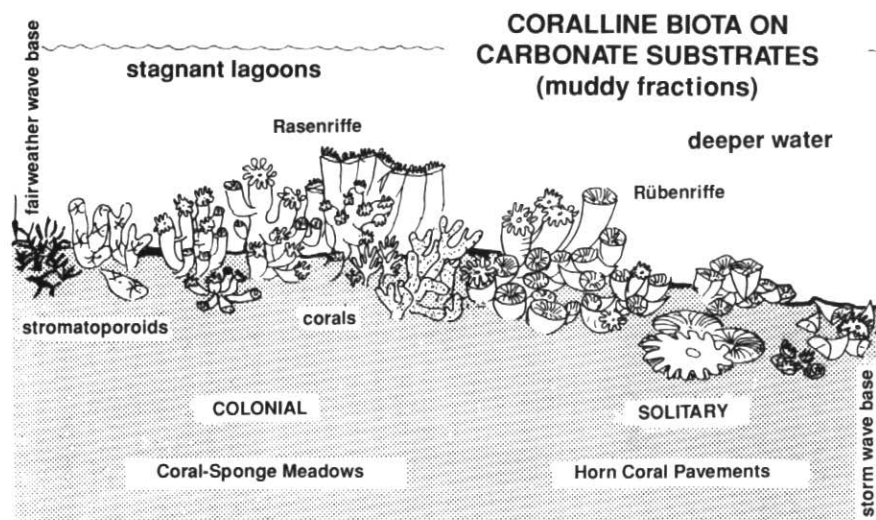 CORALLINE BIOTA ON
CARBONATE SUBSTRATES
(muddy fractions)
fairweather wave base
stagnant lagoons
Rasenriffe
deeper water
Rübenriffe
stromatoporoids
corals
COLONIAL
SOLITARY
Coral-Sponge Meadows
Horn Coral Pavements
storm wave base